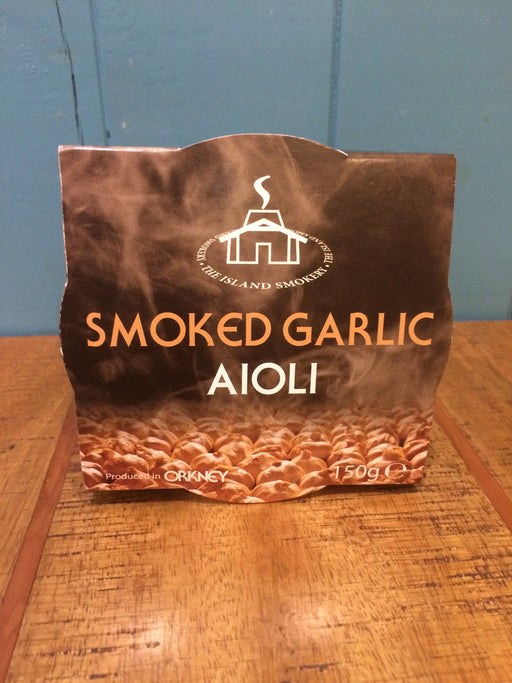 THE ISLAND SMOKERY
SMOKED GARLIC
AIOLI
Produced in ORKNEY
150g ℮